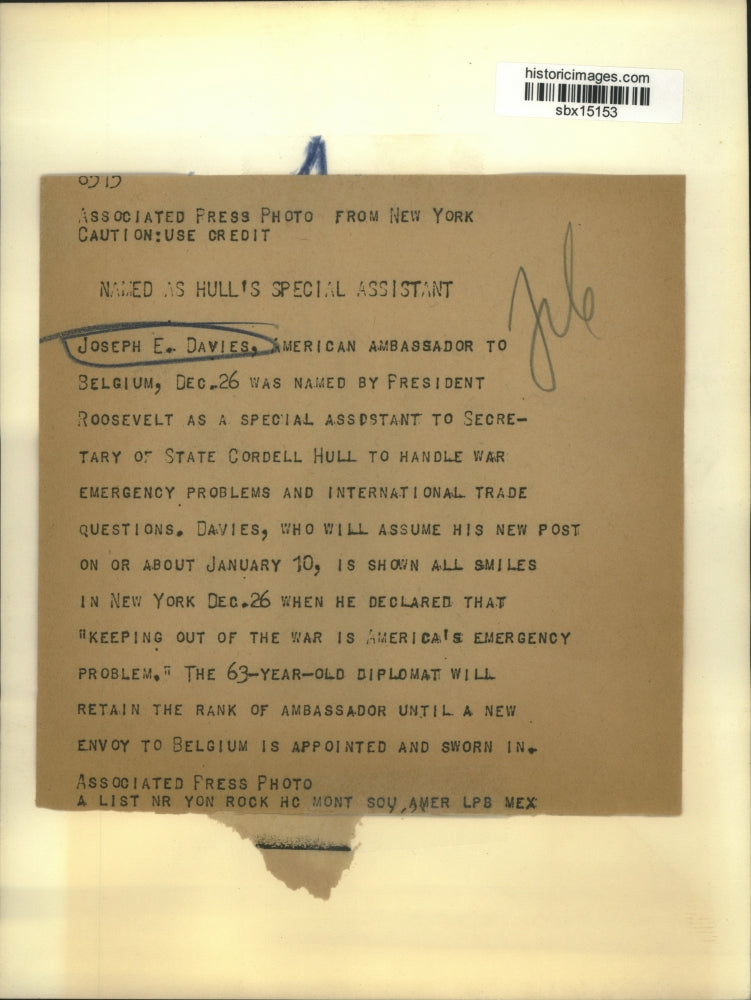 historicimages.com
sbx15153
ASSOCIATED PRESS PHOTO FROM NEW YORK
CAUTION:USE CREDIT
NAMED AS HULL'S SPECIAL ASSISTANT
JOSEPH E. DAVIES, AMERICAN AMBASSADOR TO
BELGIUM, DEC.26 WAS NAMED BY PRESIDENT
ROOSEVELT AS A SPECIAL ASSOSTANT TO SECRE-
TARY OF STATE CORDELL HULL TO HANDLE WAR
EMERGENCY PROBLEMS AND INTERNATIONAL TRADE
QUESTIONS. DAVIES, WHO WILL ASSUME HIS NEW POST
ON OR ABOUT JANUARY 10, IS SHOWN ALL SMILES
IN NEW YORK DEC.26 WHEN HE DECLARED THAT
"KEEPING OUT OF THE WAR IS AMERICA'S EMERGENCY
PROBLEM." THE 63-YEAR-OLD DIPLOMAT WILL
RETAIN THE RANK OF AMBASSADOR UNTIL A NEW
ENVOY TO BELGIUM IS APPOINTED AND SWORN IN.
ASSOCIATED PRESS PHOTO
A LIST NR YON ROCK HC MONT SOU AMER LPB MEX